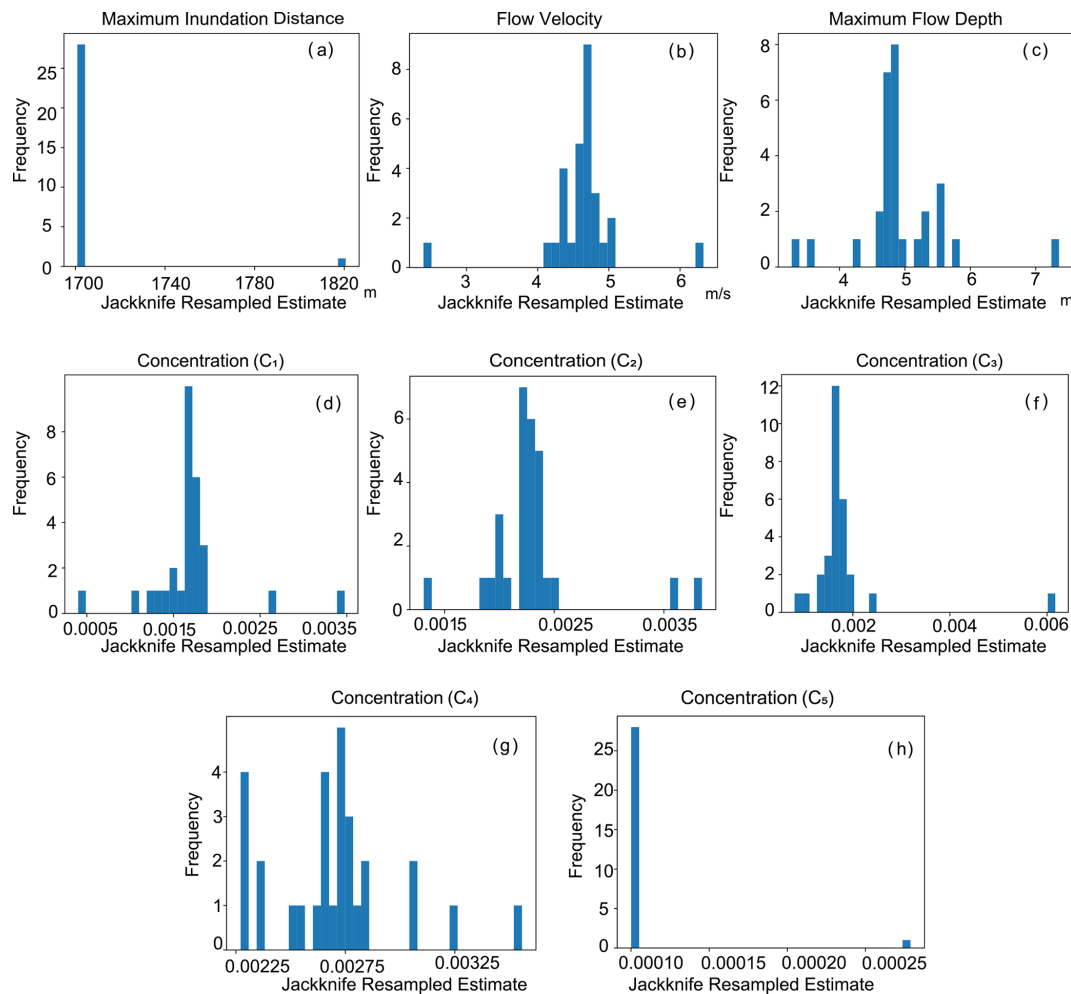 Maximum Inundation Distance
(a)
Frequency
25
20
15
10
5
0
1700
1740
1780
1820
m
Jackknife Resampled Estimate
Flow Velocity
(b)
Frequency
8
6
4
2
0
3
4
5
6
m/s
Jackknife Resampled Estimate
Maximum Flow Depth
(c)
Frequency
8
6
4
2
0
4
5
6
7
m
Jackknife Resampled Estimate
Concentration (C₁)
(d)
Frequency
8
6
4
2
0
0.0005
0.0015
0.0025
0.0035
Jackknife Resampled Estimate
Concentration (C₂)
(e)
Frequency
6
4
2
0
0.0015
0.0025
0.0035
Jackknife Resampled Estimate
Concentration (C₃)
(f)
Frequency
12
10
8
6
4
2
0
0.002
0.004
0.006
Jackknife Resampled Estimate
Concentration (C₄)
(g)
Frequency
4
3
2
1
0
0.00225
0.00275
0.00325
Jackknife Resampled Estimate
Concentration (C₅)
(h)
Frequency
25
20
15
10
5
0
0.00010
0.00015
0.00020
0.00025
Jackknife Resampled Estimate